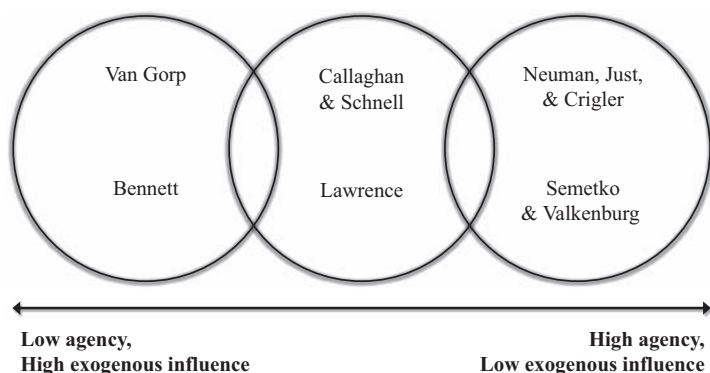 Van Gorp
Bennett
Callaghan
& Schnell
Lawrence
Neuman, Just,
& Crigler
Semetko
& Valkenburg
Low agency,
High exogenous influence
High agency,
Low exogenous influence